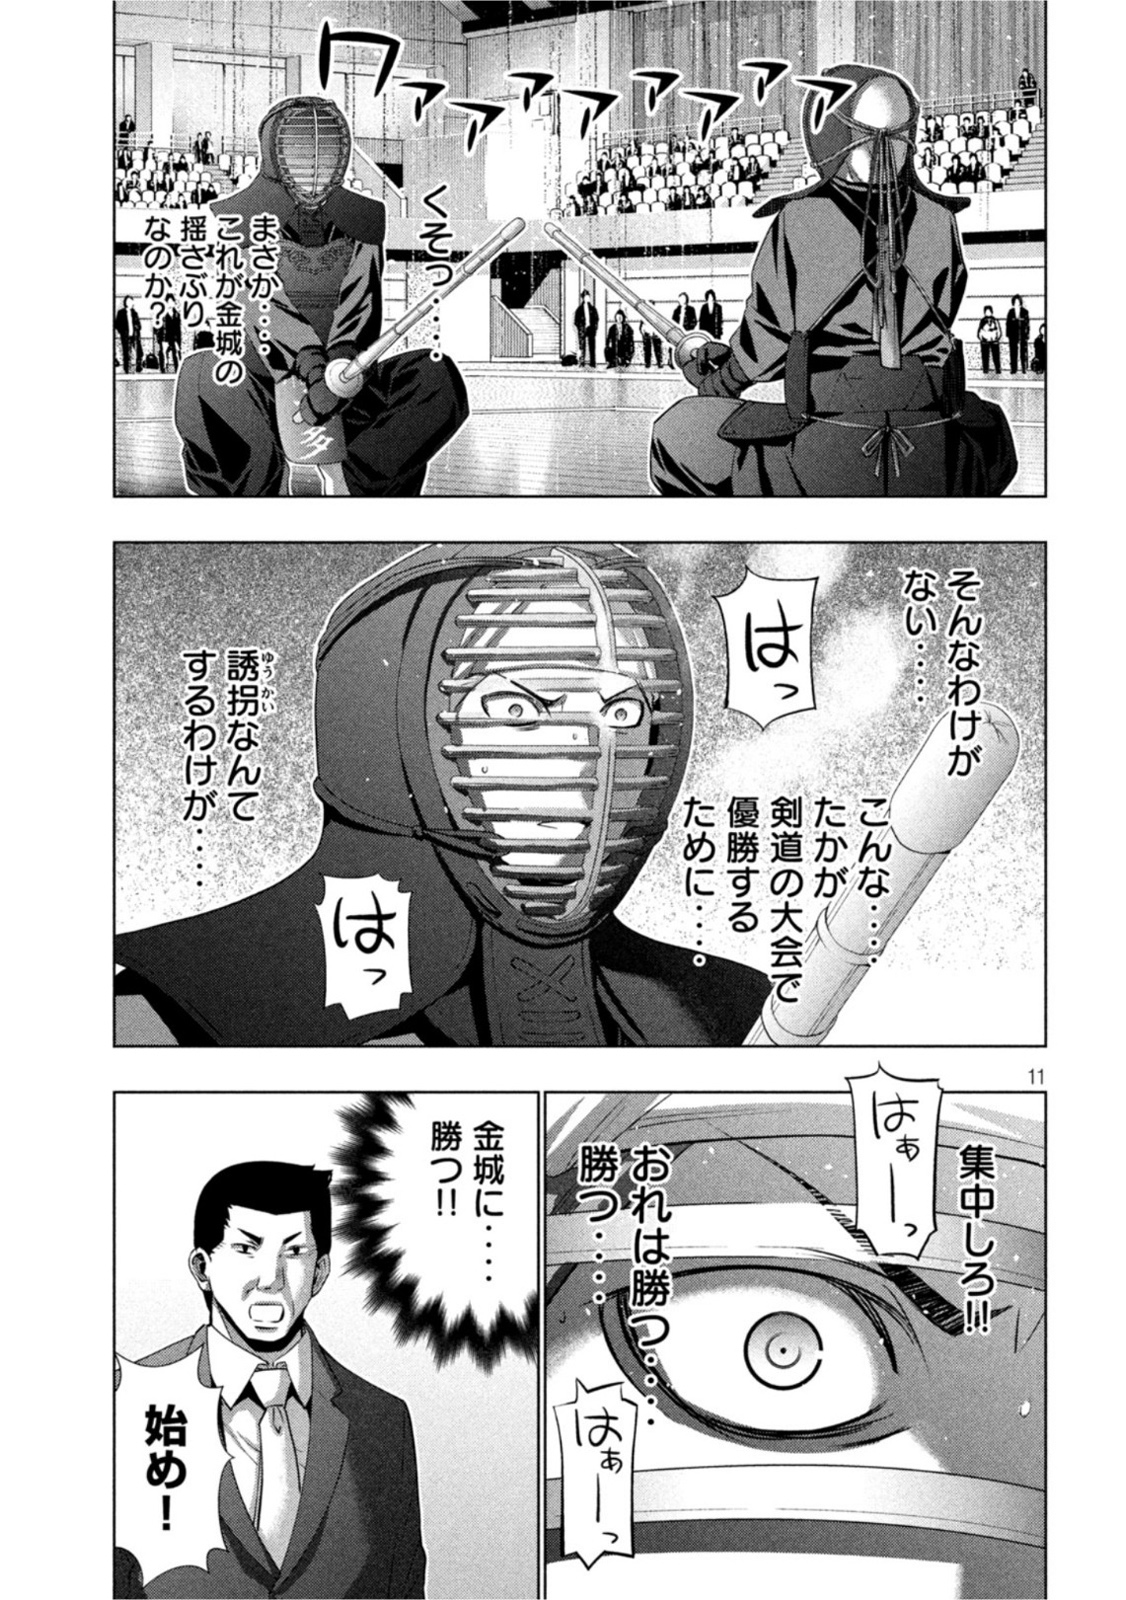 ワァァァァァァァ
くそっ‥‥
まさか‥‥
これが金城の
揺さぶり
なのか?
多
そんなわけが
ない‥‥
はっ
こんな‥‥
たかが
剣道の大会で
優勝する
ために‥‥
誘拐なんて
ゆうかい
するわけが‥‥
はっ
11
集中しろ!!
はぁーっ
おれは勝つ‥‥
勝つ‥‥
はぁーっ
金城に‥‥
勝つ!!
始め!